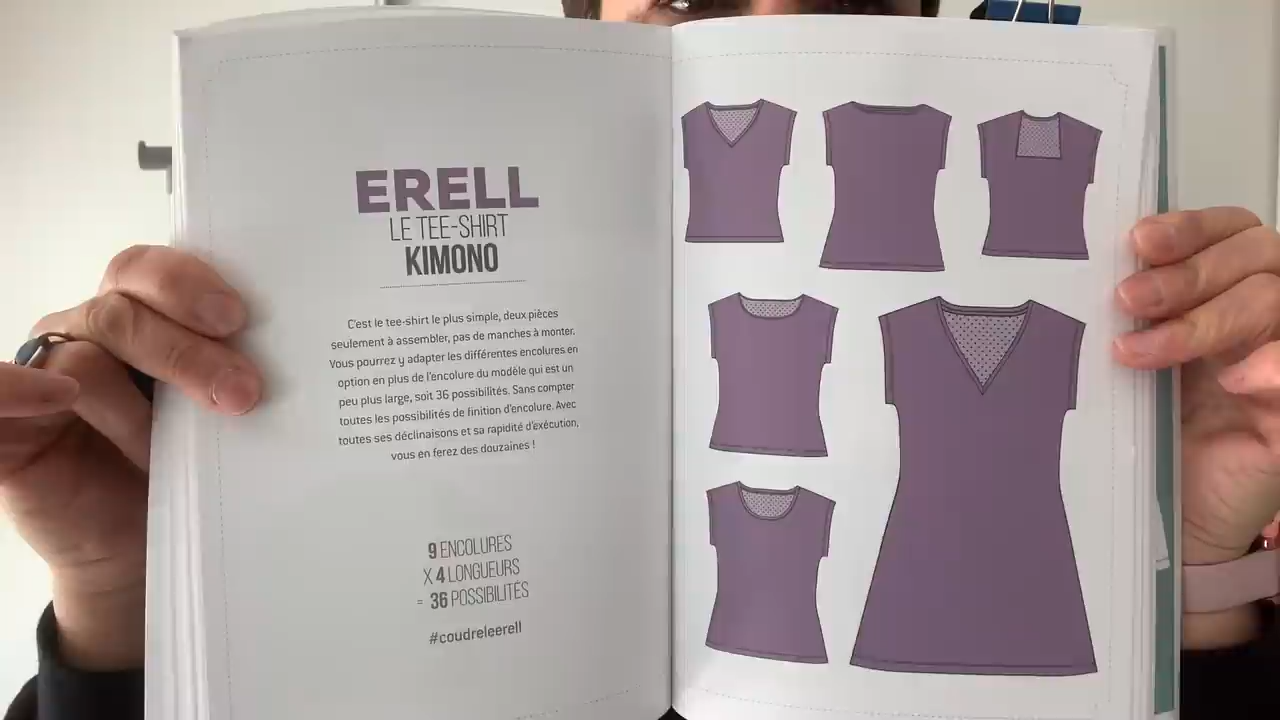 ERELL
LE TEE-SHIRT
KIMONO
C'est le tee-shirt le plus simple, deux pièces
seulement à assembler, pas de manches à monter.
Vous pourrez y adapter les différentes encolures en
option en plus de l'encolure du modèle qui est un
peu plus large, soit 36 possibilités. Sans compter
toutes les possibilités de finition d'encolure. Avec
toutes ses déclinaisons et sa rapidité d'exécution,
vous en ferez des douzaines !
9 ENCOLURES
X 4 LONGUEURS
= 36 POSSIBILITÉS
#coudreleerell